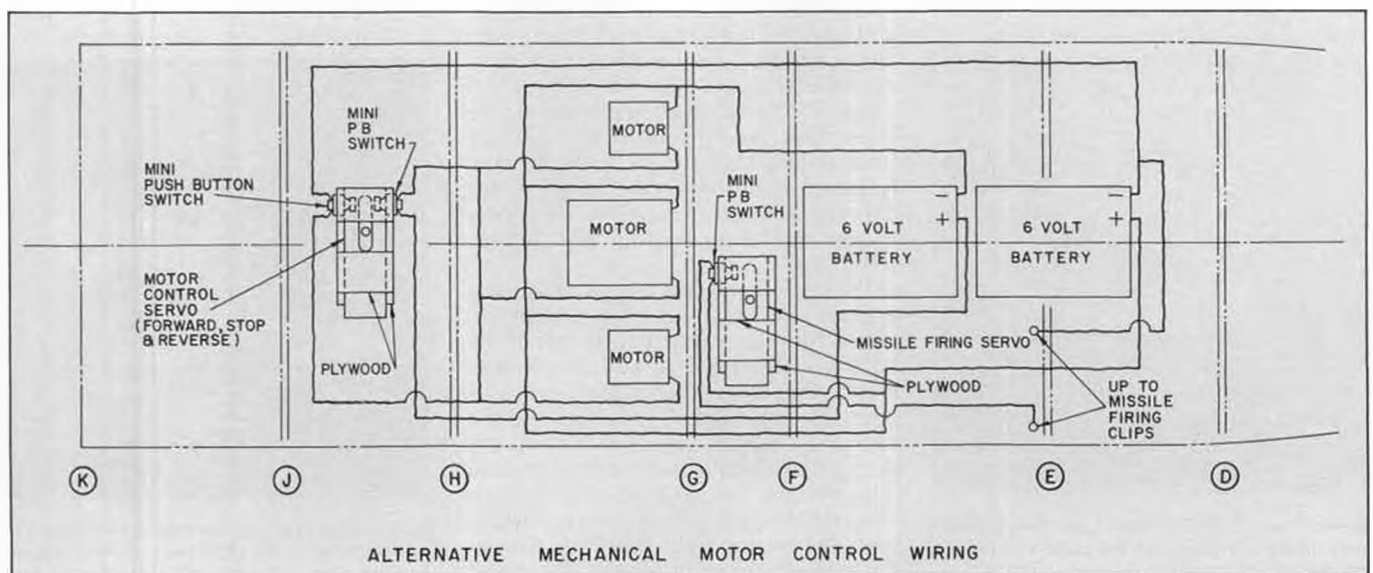 MINI
P B
SWITCH
MOTOR
MINI
PUSH BUTTON
SWITCH
MINI
P B
SWITCH
MOTOR
6 VOLT
BATTERY
− +
6 VOLT
BATTERY
− +
MOTOR
CONTROL
SERVO
(FORWARD, STOP
& REVERSE)
PLYWOOD
MOTOR
MISSILE FIRING SERVO
PLYWOOD
UP TO
MISSILE
FIRING
CLIPS
K J H G F E D
ALTERNATIVE MECHANICAL MOTOR CONTROL WIRING